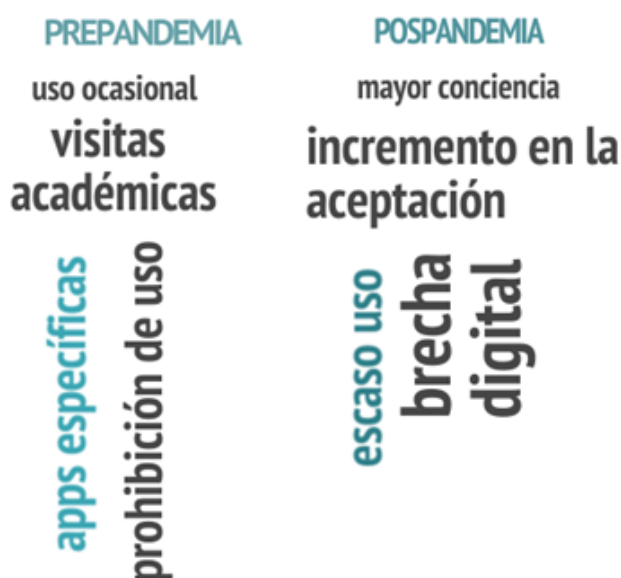 PREPANDEMIA
uso ocasional
visitas
académicas
apps específicas
prohibición de uso
POSPANDEMIA
mayor conciencia
incremento en la
aceptación
escaso uso
brecha
digital